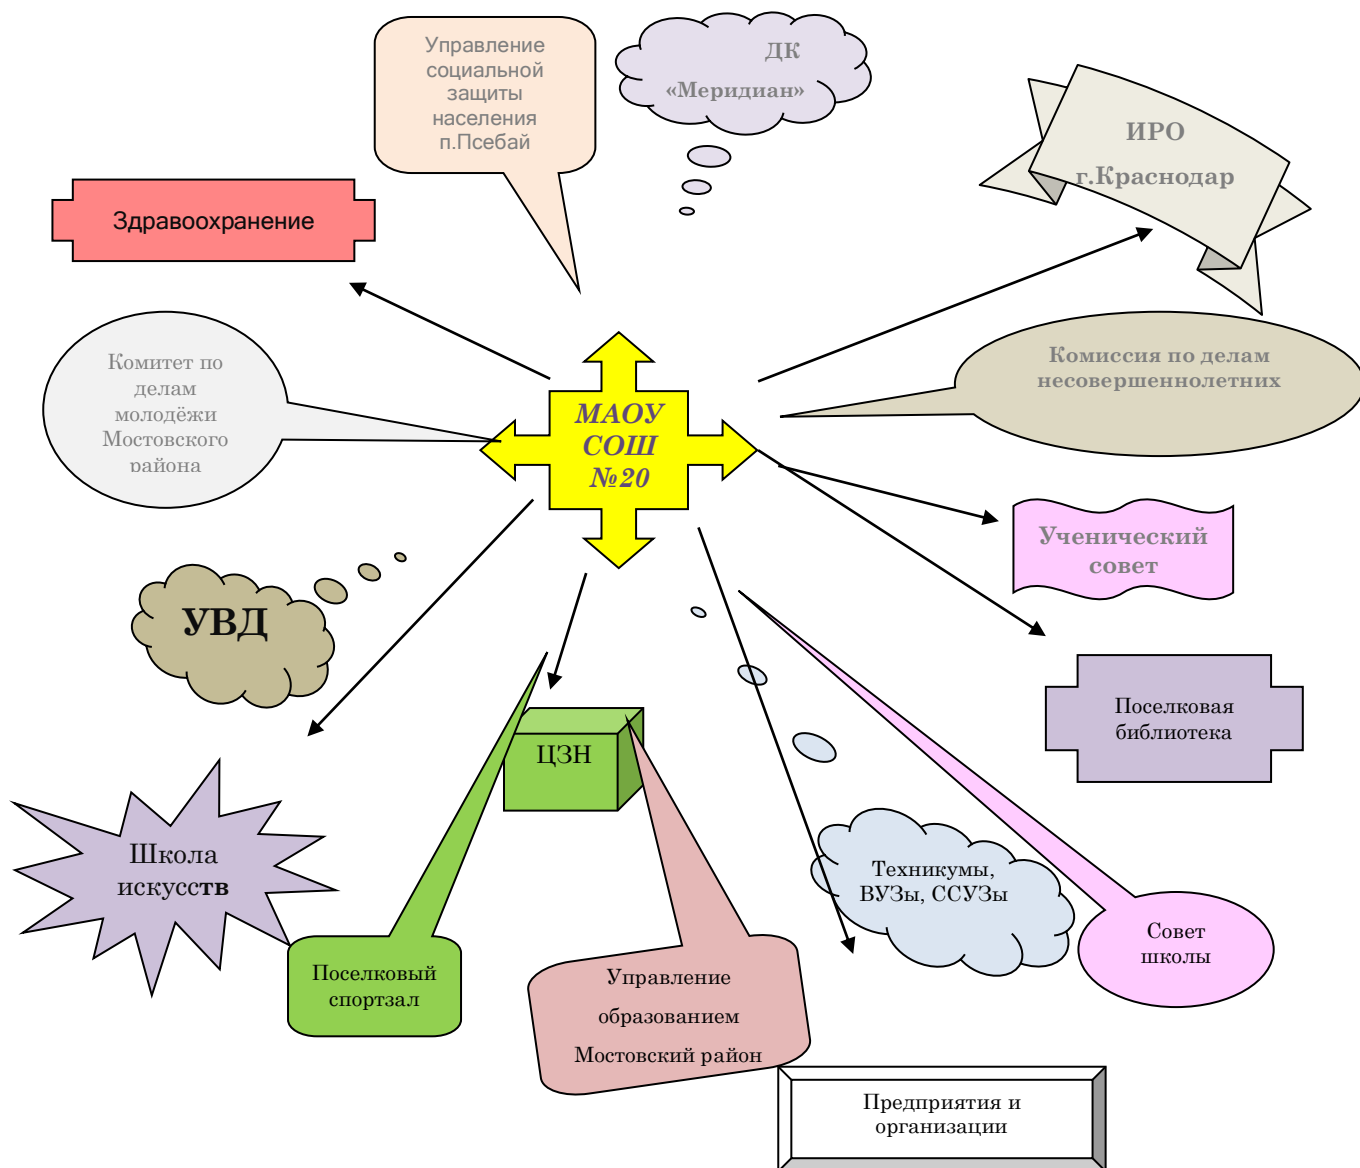 Управление
социальной
защиты
населения
п.Псебай
ДК
«Меридиан»
ИРО
г.Краснодар
Здравоохранение
Комитет по
делам
молодёжи
Мостовского
района
МАОУ
СОШ
№20
Комиссия по делам
несовершеннолетних
Ученический
совет
УВД
Поселковая
библиотека
ЦЗН
Школа
искусств
Техникумы,
ВУЗы, ССУЗы
Совет
школы
Поселковый
спортзал
Управление
образованием
Мостовский район
Предприятия и
организации